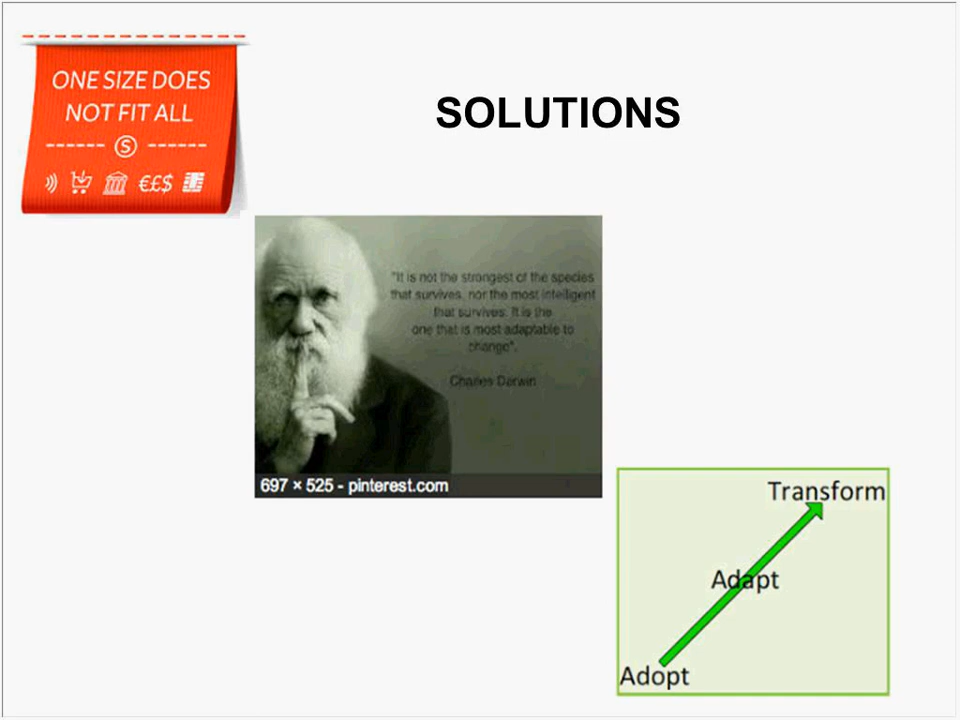 ONE SIZE DOES
NOT FIT ALL
S
€£$
SOLUTIONS
"It is not the strongest of the species
that survives, nor the most intelligent
that survives. It is the
one that is most adaptable to
change".
Charles Darwin
697 × 525 - pinterest.com
Transform
Adapt
Adopt